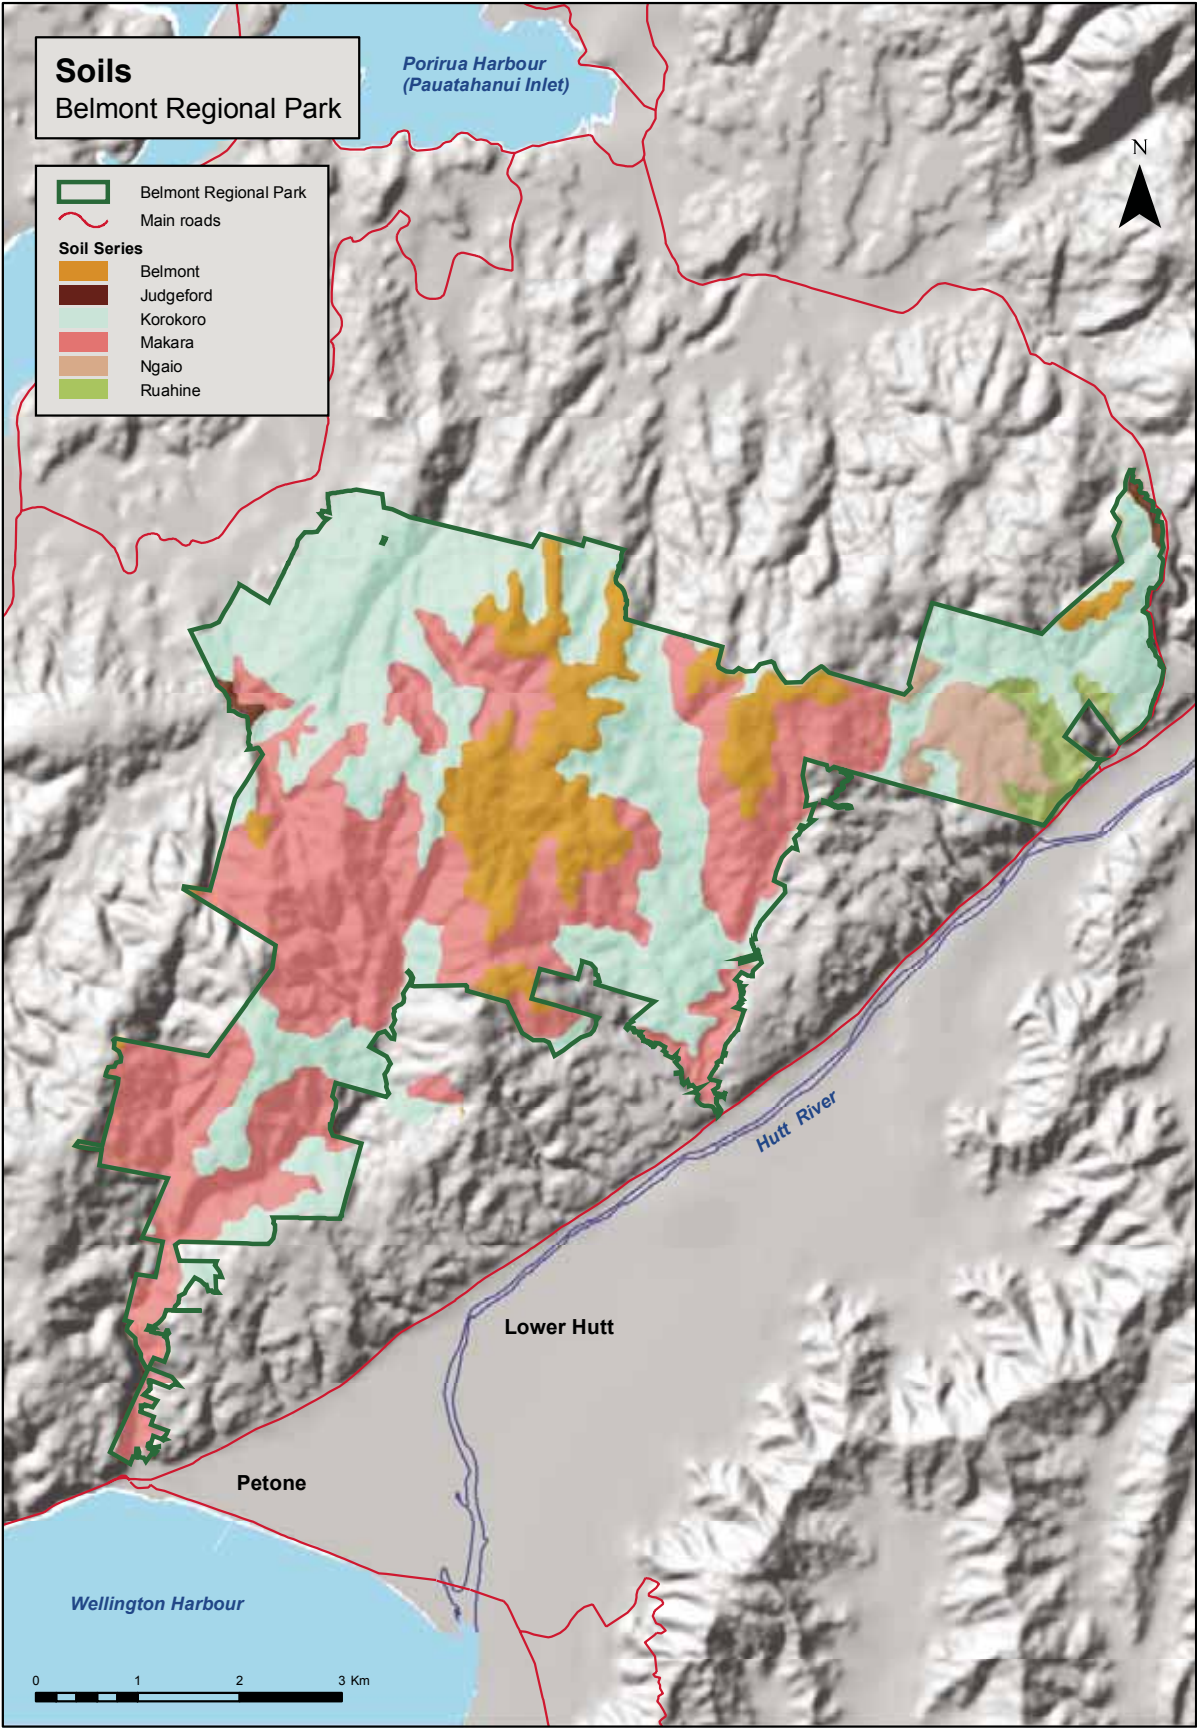 Soils
Belmont Regional Park
Porirua Harbour
(Pauatahanui Inlet)
N
Belmont Regional Park
Main roads
Soil Series
Belmont
Judgeford
Korokoro
Makara
Ngaio
Ruahine
Hutt River
Lower Hutt
Petone
Wellington Harbour
0 1 2 3 Km